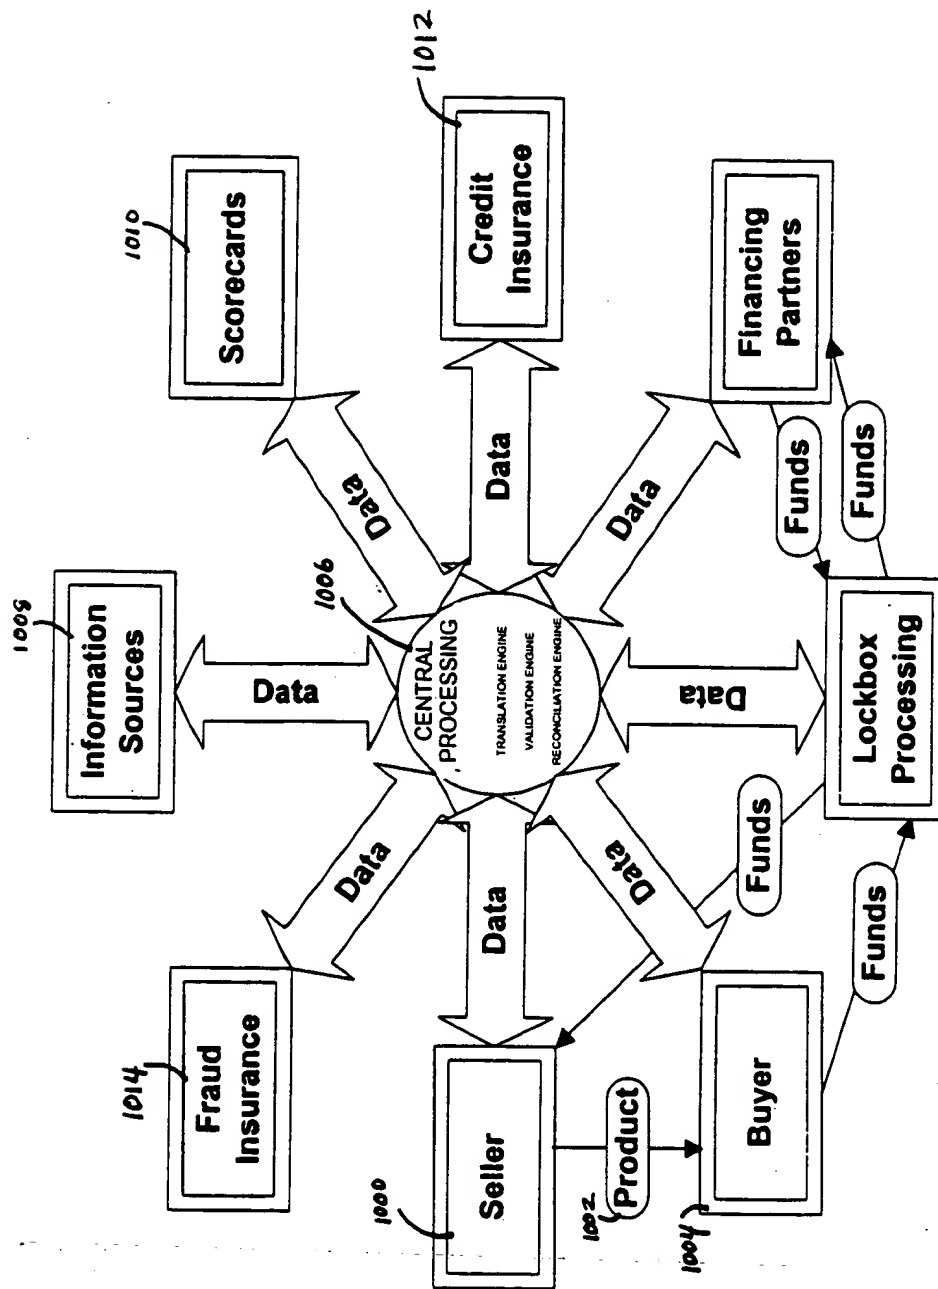 1008
Information
Sources
1014
Fraud
Insurance
1010
Scorecards
Data
Data
Data
1000
Seller
Data
CENTRAL
PROCESSING
1006
TRANSLATION ENGINE
VALIDATION ENGINE
RECONCILIATION ENGINE
Data
1012
Credit
Insurance
1002
Product
Data
Data
Data
Funds
1004
Buyer
Financing
Partners
Funds
Funds
Funds
Lockbox
Processing